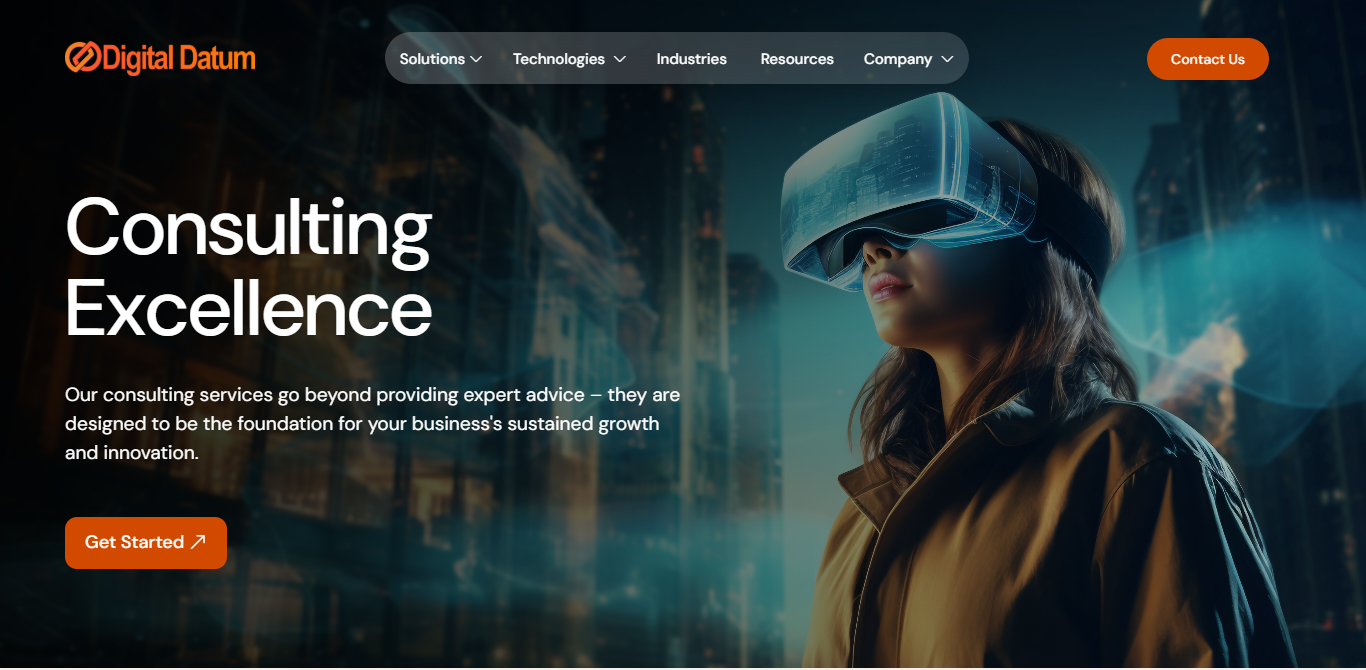 Digital Datum
Solutions
Technologies
Industries
Resources
Company
Contact Us
Consulting
Excellence
Our consulting services go beyond providing expert advice – they are
designed to be the foundation for your business's sustained growth
and innovation.
Get Started